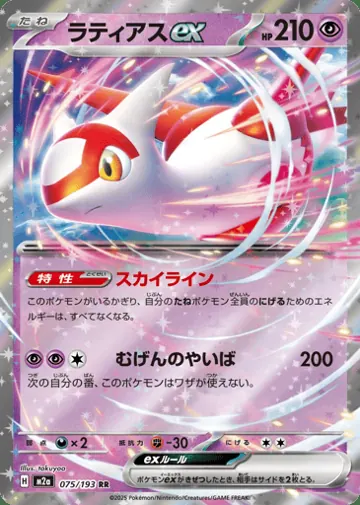 たね ラティアスex HP210
特性 とくせい スカイライン
このポケモンがいるかぎり、自分のたねポケモン全員のにげるためのエネ
ルギーは、すべてなくなる。
むげんのやいば 200
次の自分の番、このポケモンはワザが使えない。
弱点 ×2 抵抗力 -30 にげる
Illus. takuyoa
exルール
ポケモンexがきぜつしたとき、相手はサイドを2枚とる。
H m2a 075/193 RR
©2025 Pokémon/Nintendo/Creatures/GAME FREAK